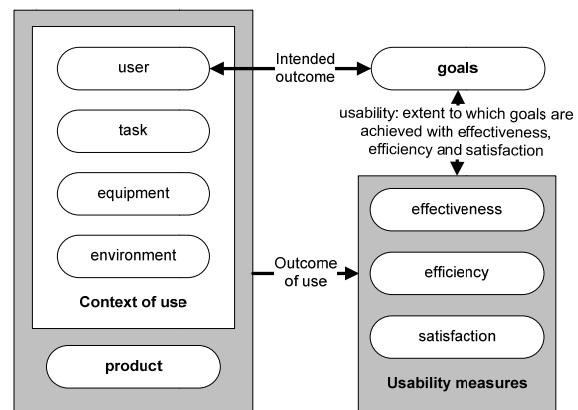 user
task
equipment
environment
Context of use
product
Intended
outcome
Outcome
of use
goals
usability: extent to which goals are
achieved with effectiveness,
efficiency and satisfaction
effectiveness
efficiency
satisfaction
Usability measures